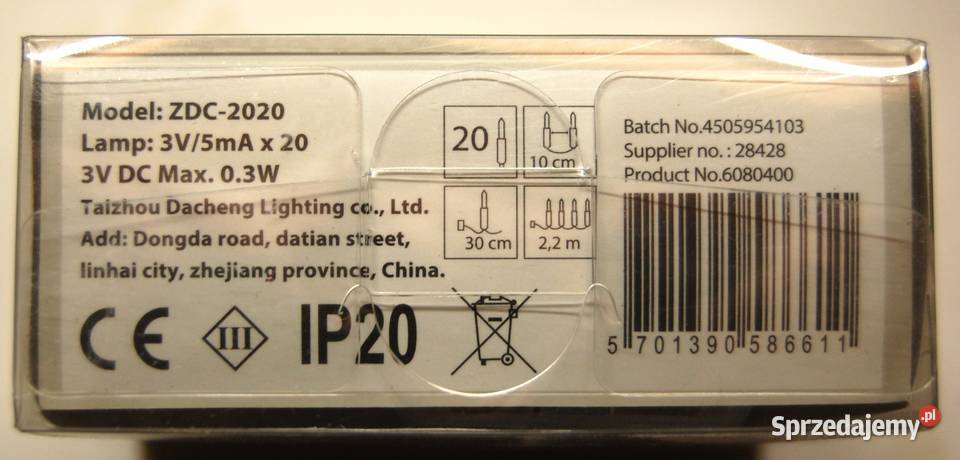 Model: ZDC-2020
Lamp: 3V/5mA x 20
3V DC Max. 0.3W
Taizhou Dacheng Lighting co., Ltd.
Add: Dongda road, datian street,
linhai city, zhejiang province, China.
CE III IP20
20
10 cm
30 cm
2,2 m
Batch No.4505954103
Supplier no. : 28428
Product No.6080400
5 701390 586611
Sprzedajemy.pl